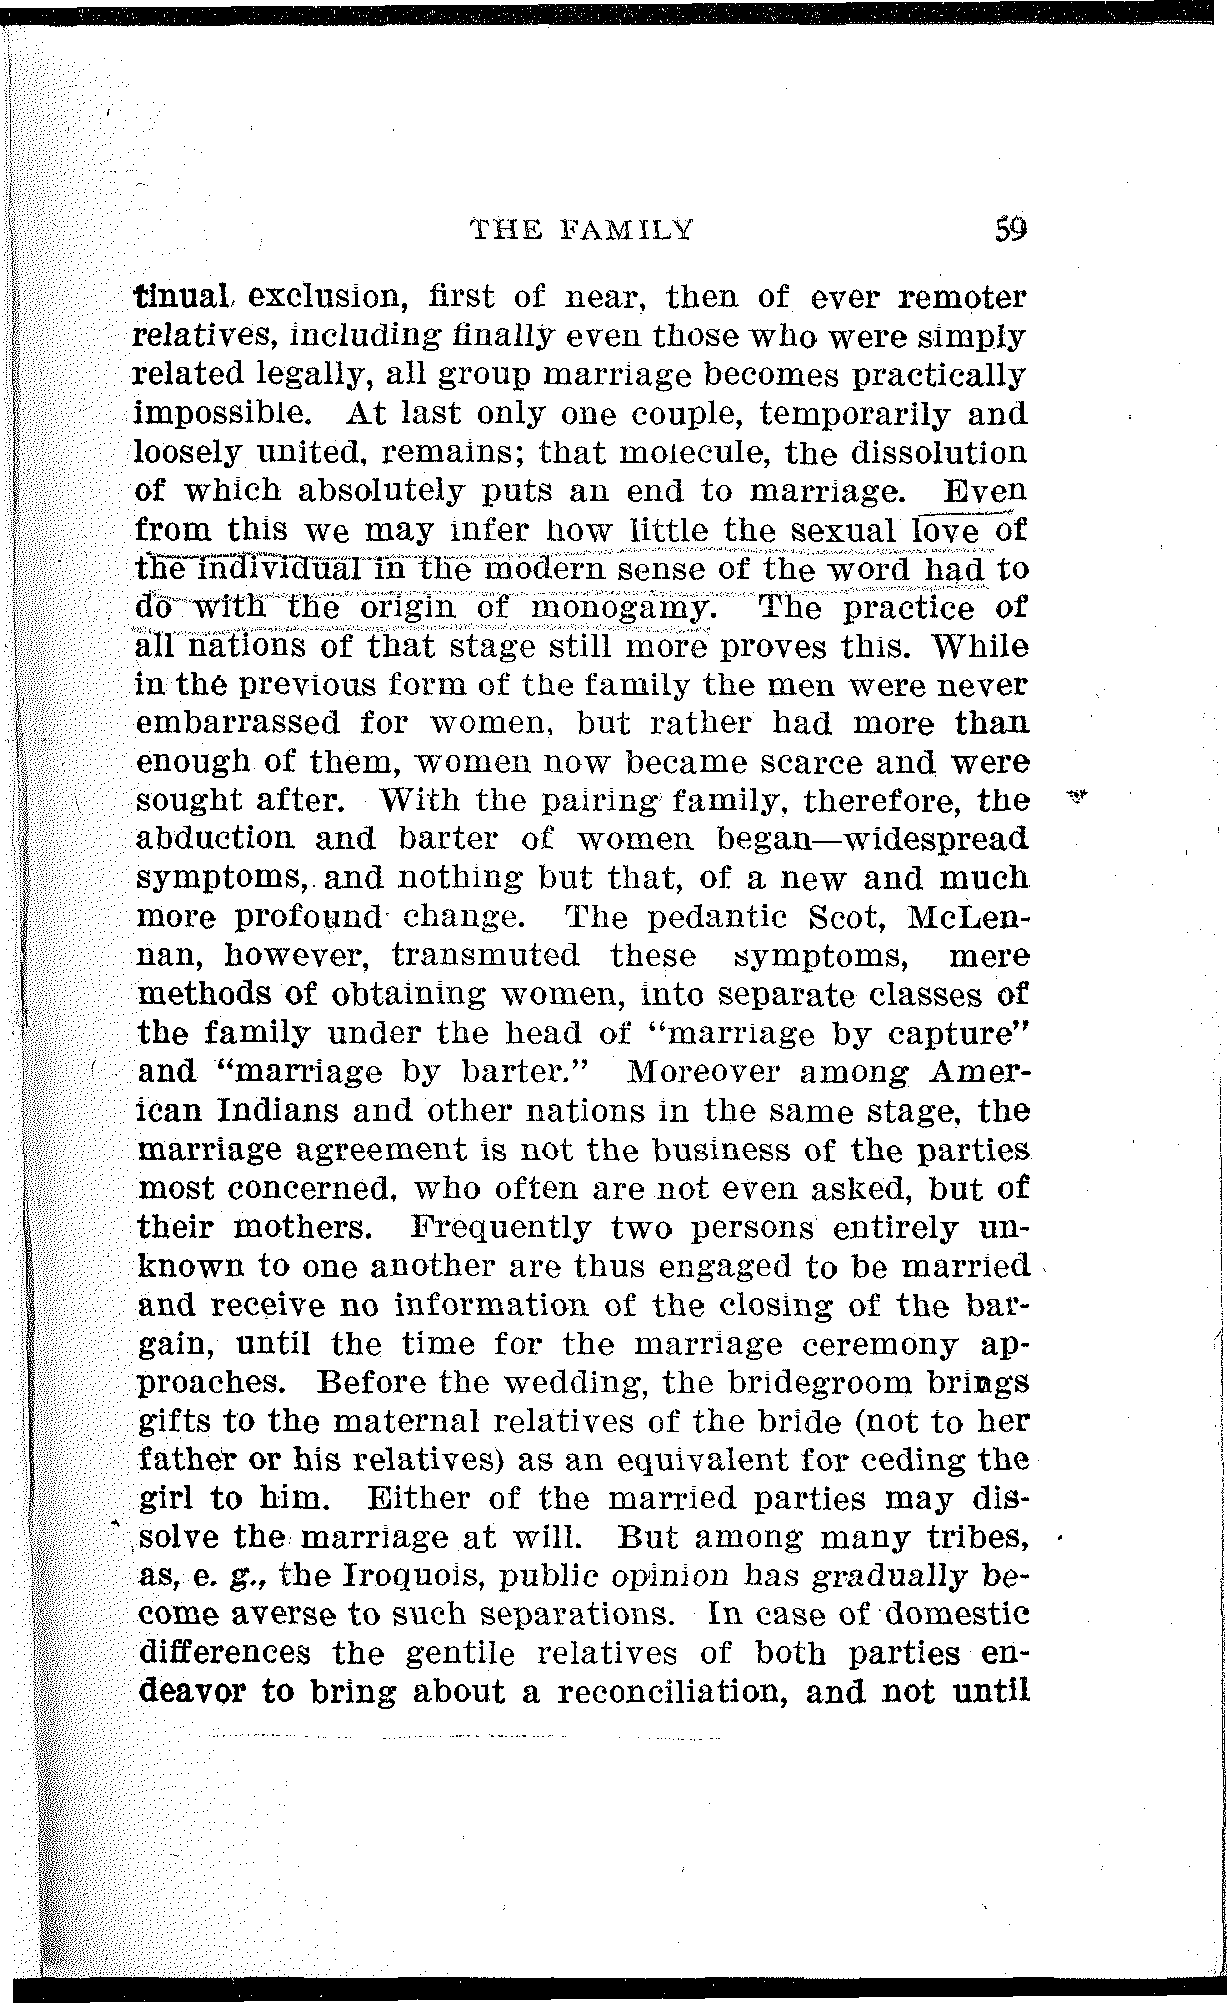 THE FAMILY 59
tinual exclusion, first of near, then of ever remoter
relatives, including finally even those who were simply
related legally, all group marriage becomes practically
impossible. At last only one couple, temporarily and
loosely united, remains; that molecule, the dissolution
of which absolutely puts an end to marriage. Even
from this we may infer how little the sexual love of
the individual in the modern sense of the word had to
do with the origin of monogamy. The practice of
all nations of that stage still more proves this. While
in the previous form of the family the men were never
embarrassed for women, but rather had more than
enough of them, women now became scarce and were
sought after. With the pairing family, therefore, the
abduction and barter of women began—widespread
symptoms, and nothing but that, of a new and much
more profound change. The pedantic Scot, McLen-
nan, however, transmuted these symptoms, mere
methods of obtaining women, into separate classes of
the family under the head of “marriage by capture”
and “marriage by barter.” Moreover among Amer-
ican Indians and other nations in the same stage, the
marriage agreement is not the business of the parties
most concerned, who often are not even asked, but of
their mothers. Frequently two persons entirely un-
known to one another are thus engaged to be married
and receive no information of the closing of the bar-
gain, until the time for the marriage ceremony ap-
proaches. Before the wedding, the bridegroom brings
gifts to the maternal relatives of the bride (not to her
father or his relatives) as an equivalent for ceding the
girl to him. Either of the married parties may dis-
solve the marriage at will. But among many tribes,
as, e. g., the Iroquois, public opinion has gradually be-
come averse to such separations. In case of domestic
differences the gentile relatives of both parties en-
deavor to bring about a reconciliation, and not until